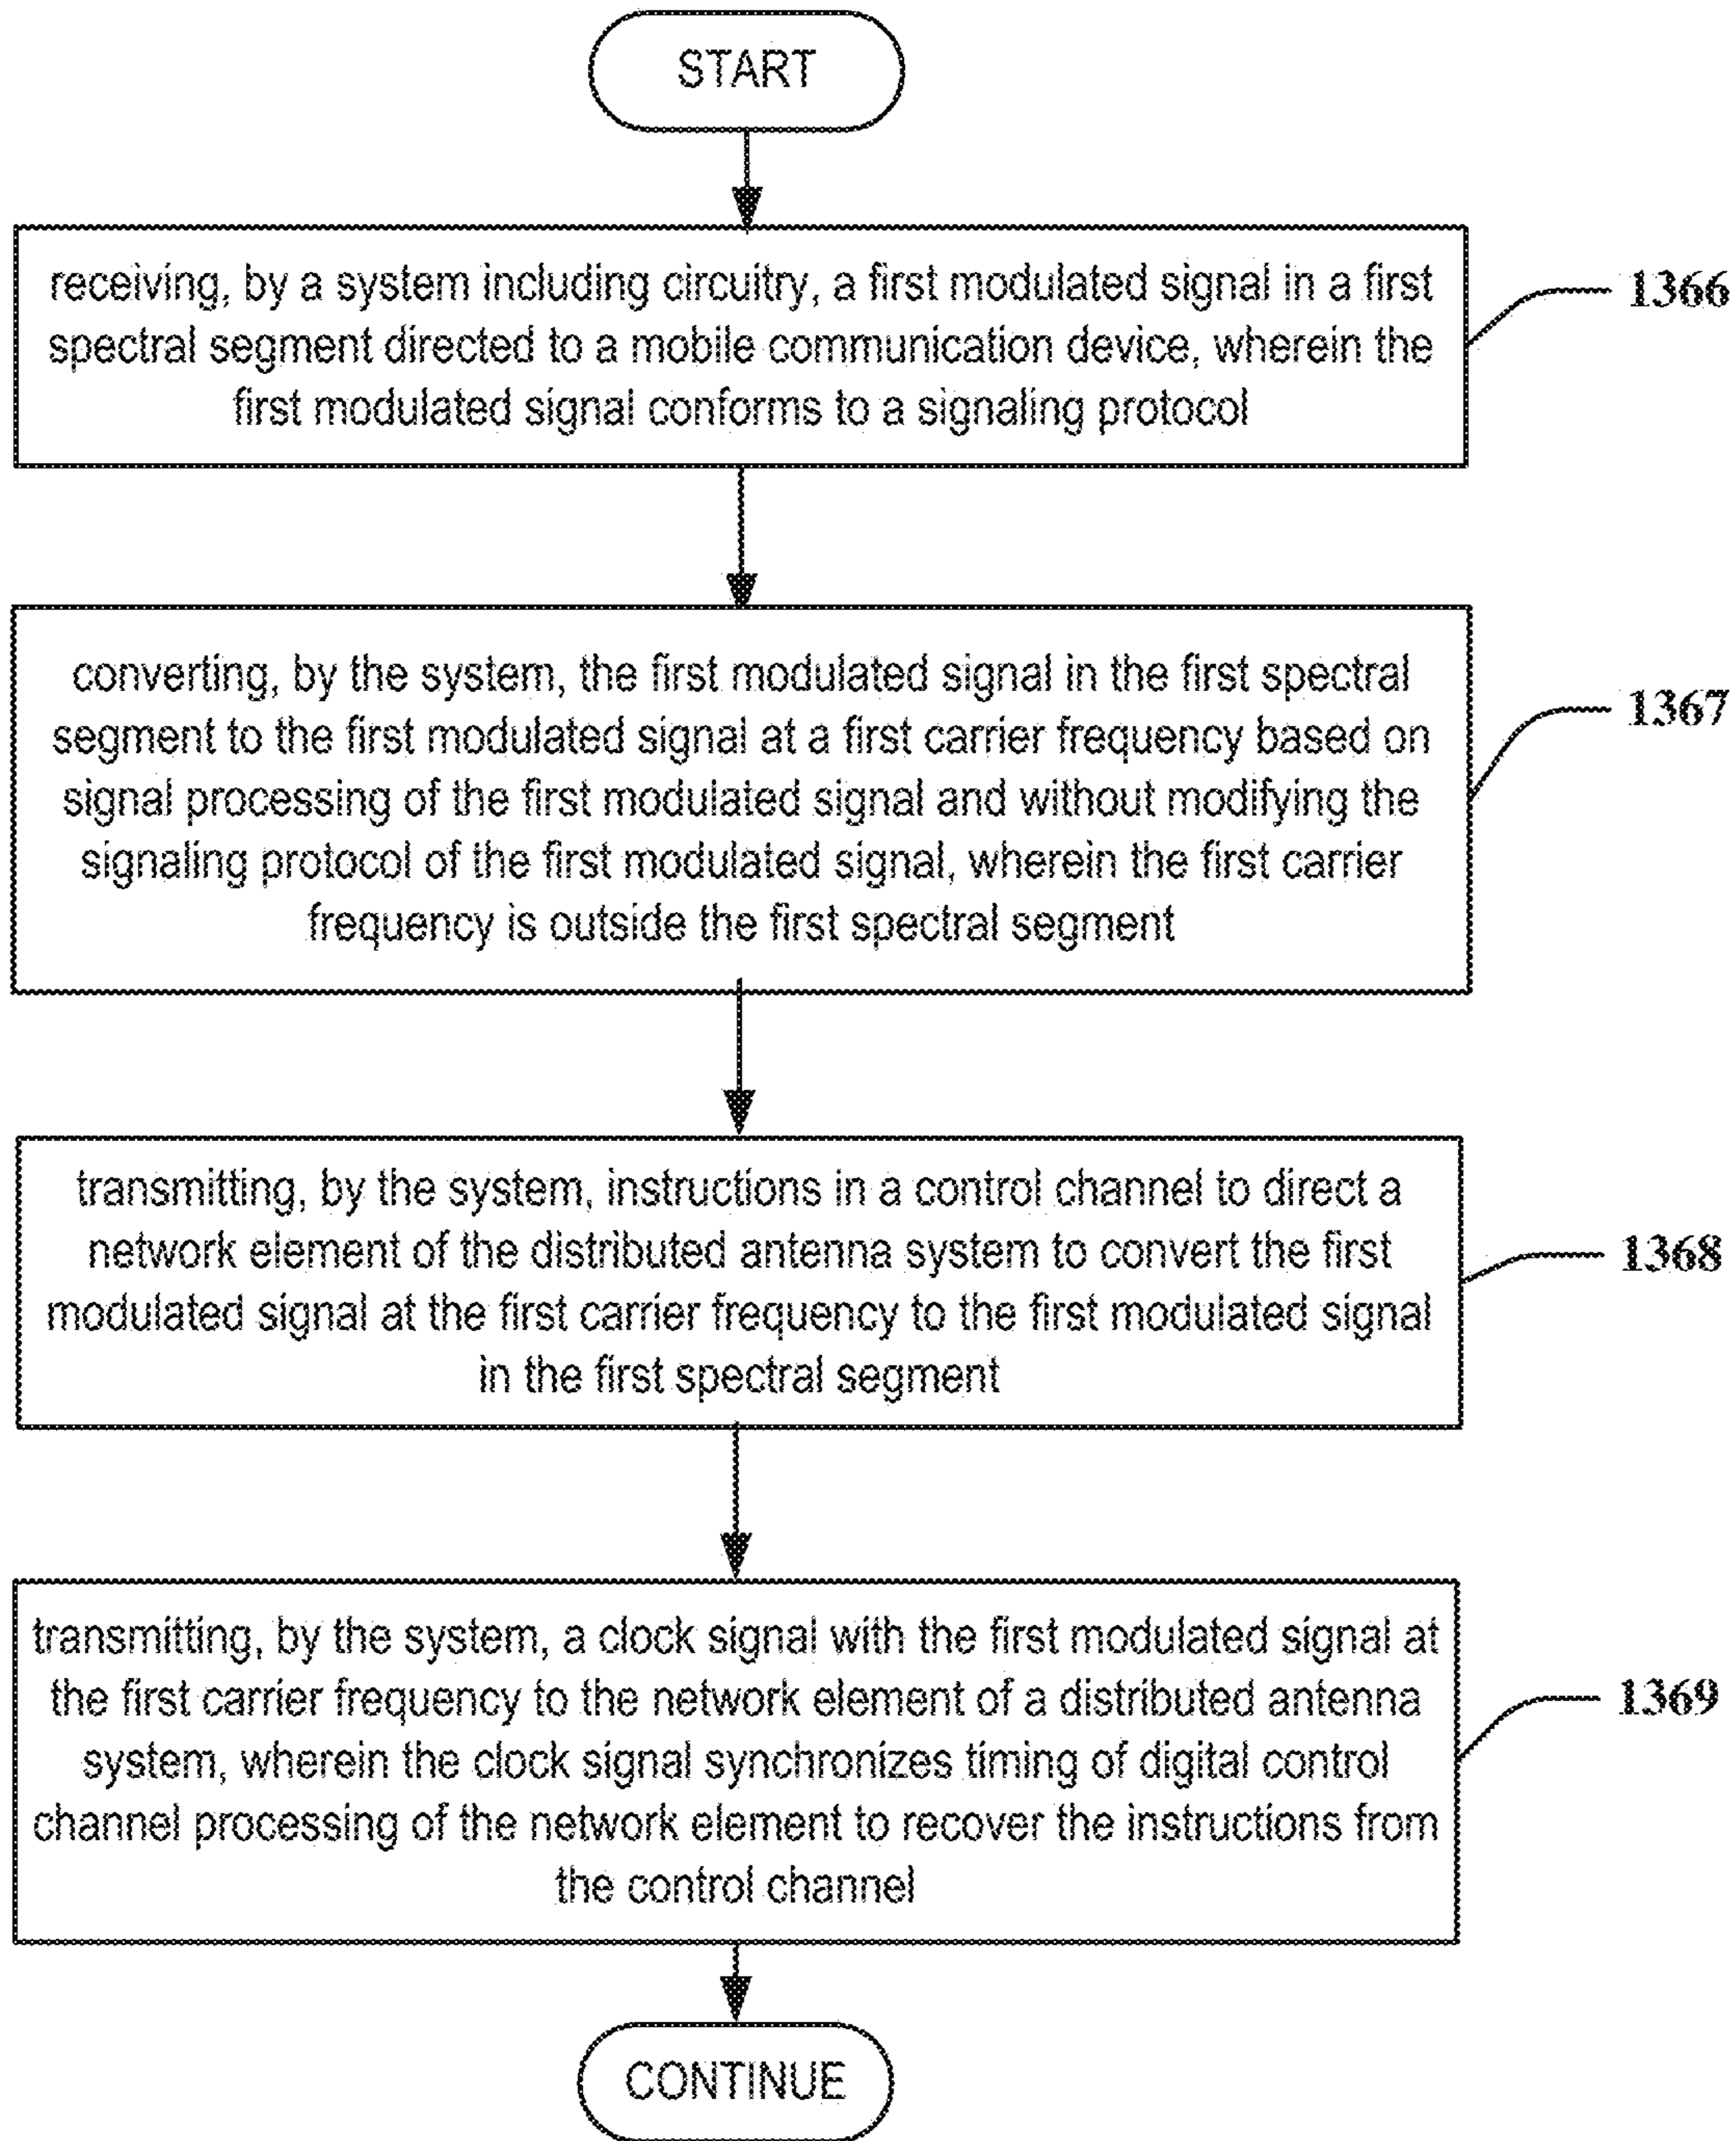 START
receiving, by a system including circuitry, a first modulated signal in a first
spectral segment directed to a mobile communication device, wherein the
first modulated signal conforms to a signaling protocol
1366
converting, by the system, the first modulated signal in the first spectral
segment to the first modulated signal at a first carrier frequency based on
signal processing of the first modulated signal and without modifying the
signaling protocol of the first modulated signal, wherein the first carrier
frequency is outside the first spectral segment
1367
transmitting, by the system, instructions in a control channel to direct a
network element of the distributed antenna system to convert the first
modulated signal at the first carrier frequency to the first modulated signal
in the first spectral segment
1368
transmitting, by the system, a clock signal with the first modulated signal at
the first carrier frequency to the network element of a distributed antenna
system, wherein the clock signal synchronizes timing of digital control
channel processing of the network element to recover the instructions from
the control channel
1369
CONTINUE